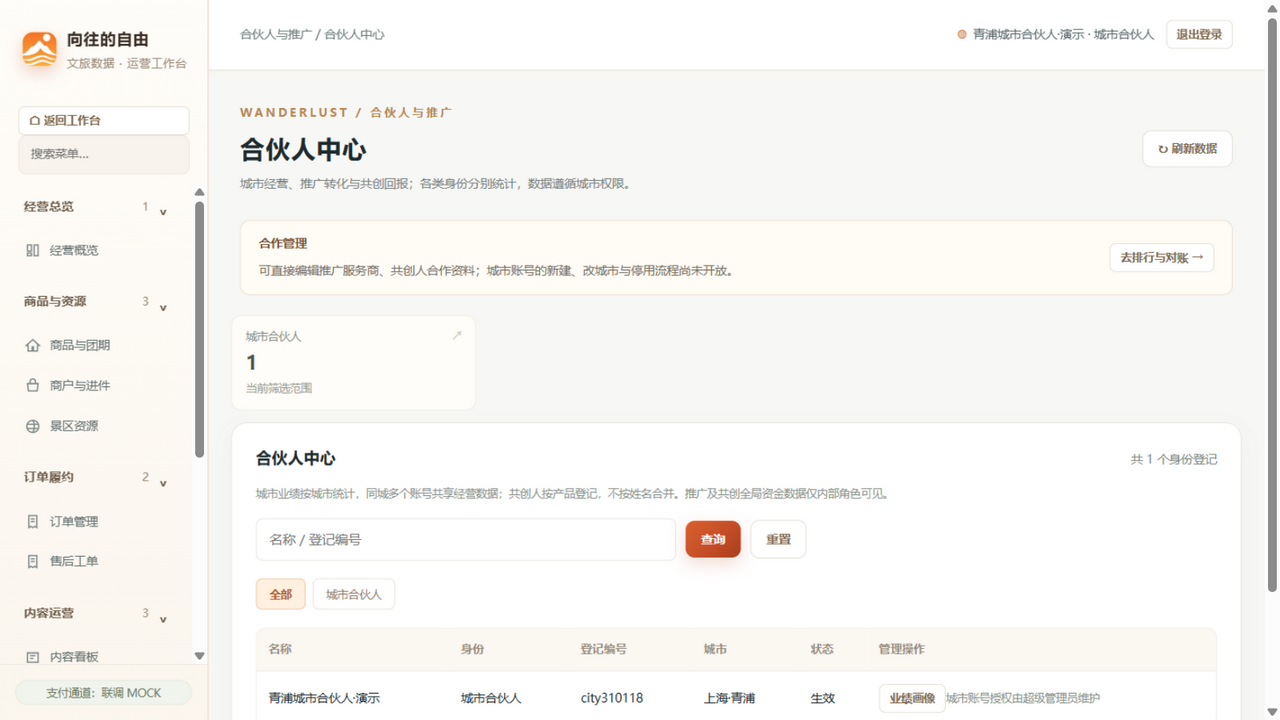 向往的自由
文旅数据 · 运营工作台
返回工作台
搜索菜单...
经营总览 1
经营概览
商品与资源 3
商品与团期
商户与进件
景区资源
订单履约 2
订单管理
售后工单
内容运营 3
内容看板
支付通道：联调 MOCK
合伙人与推广 / 合伙人中心
青浦城市合伙人·演示 · 城市合伙人
退出登录
WANDERLUST / 合伙人与推广
合伙人中心
↻ 刷新数据
城市经营、推广转化与共创回报；各类身份分别统计，数据遵循城市权限。
合作管理
可直接编辑推广服务商、共创人合作资料；城市账号的新建、改城市与停用流程尚未开放。
去排行与对账 →
城市合伙人
1
当前筛选范围
合伙人中心
共 1 个身份登记
城市业绩按城市统计，同城多个账号共享经营数据；共创人按产品登记，不按姓名合并。推广及共创全局资金数据仅内部角色可见。
名称 / 登记编号
查询
重置
全部
城市合伙人
名称 身份 登记编号 城市 状态 管理操作
青浦城市合伙人·演示 城市合伙人 city310118 上海·青浦 生效 业绩画像 城市账号授权由超级管理员维护